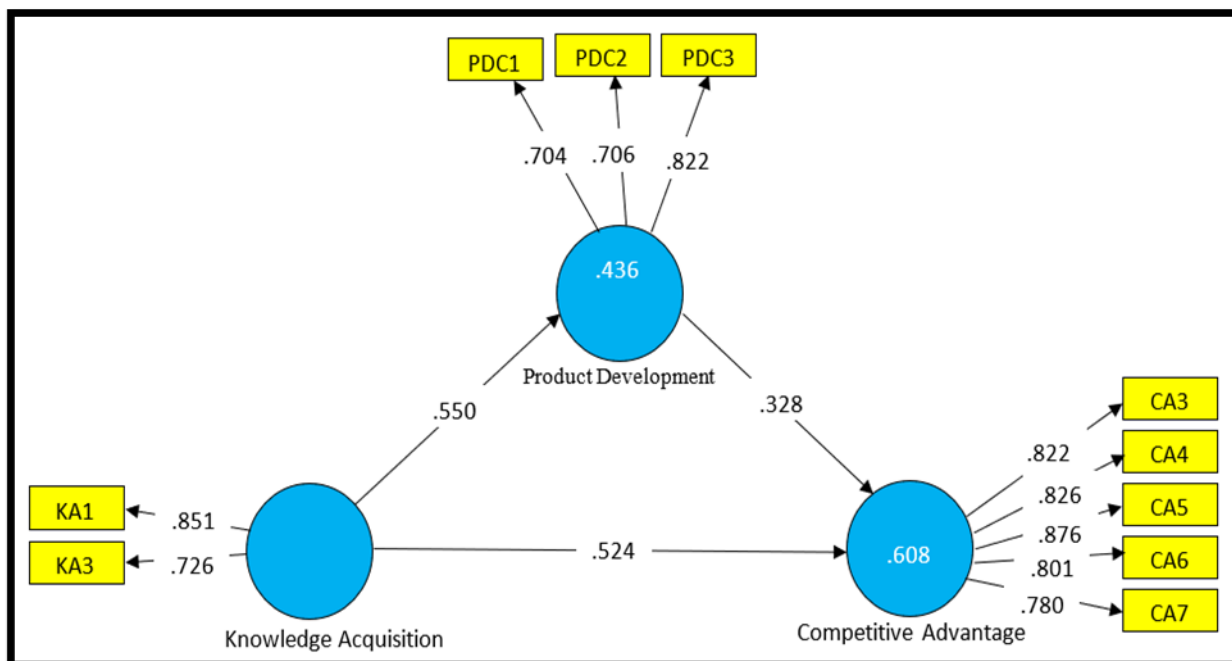 PDC1 PDC2 PDC3
.704 .706 .822
.436
Product Development
.550 .328
CA3
.822
CA4
.826
KA1 CA5
.851 .876
.524 .608
KA3 CA6
.726 .801
.780 CA7
Knowledge Acquisition Competitive Advantage